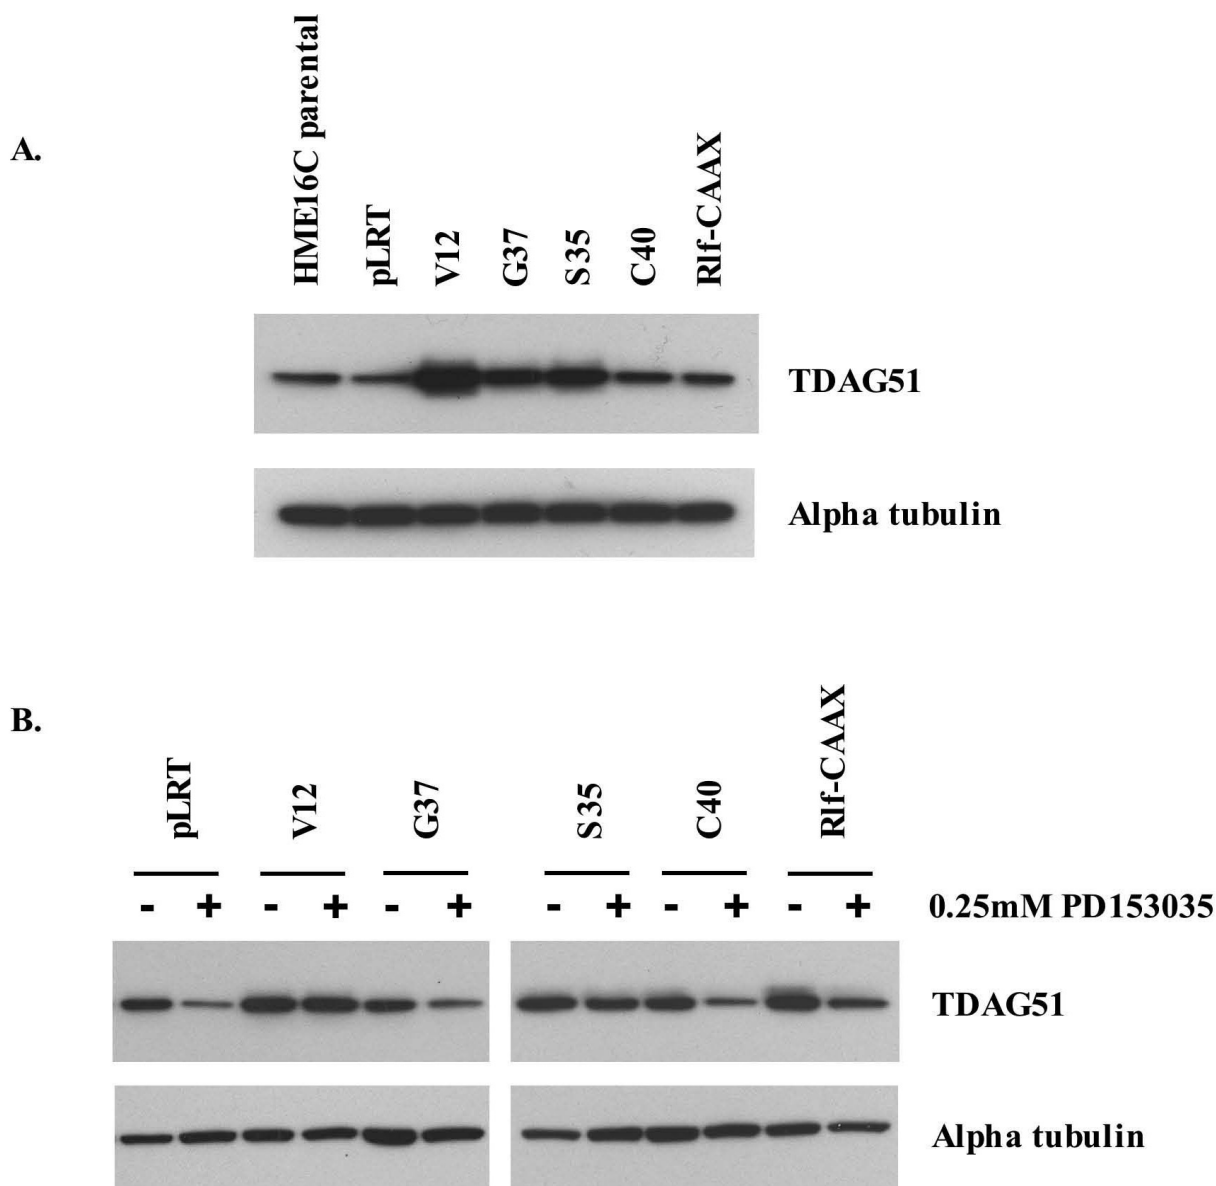 A.
HME16C parental
pLRT
V12
G37
S35
C40
Rlf-CAAX
TDAG51
Alpha tubulin
B.
pLRT
V12
G37
S35
C40
Rlf-CAAX
- + - + - + - + - + - + 0.25mM PD153035
TDAG51
Alpha tubulin